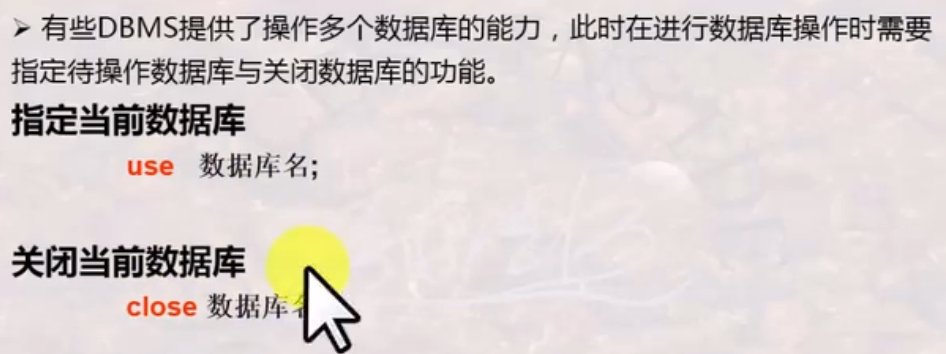 ➢ 有些DBMS提供了操作多个数据库的能力，此时在进行数据库操作时需要
指定待操作数据库与关闭数据库的功能。
指定当前数据库
use 数据库名;
关闭当前数据库
close 数据库